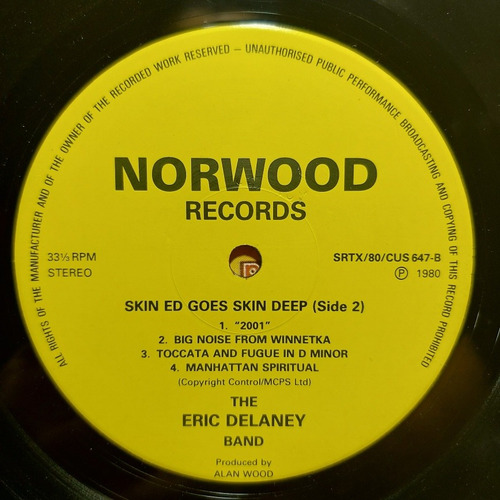 ALL RIGHTS OF THE MANUFACTURER AND OF THE OWNER OF THE RECORDED WORK RESERVED – UNAUTHORISED PUBLIC PERFORMANCE BROADCASTING AND COPYING OF THIS RECORD PROHIBITED
NORWOOD
RECORDS
33⅓ RPM
STEREO
SRTX/80/CUS 647-B
Ⓟ 1980
SKIN ED GOES SKIN DEEP (Side 2)
1. "2001"
2. BIG NOISE FROM WINNETKA
3. TOCCATA AND FUGUE IN D MINOR
4. MANHATTAN SPIRITUAL
(Copyright Control/MCPS Ltd)
THE
ERIC DELANEY
BAND
Produced by
ALAN WOOD